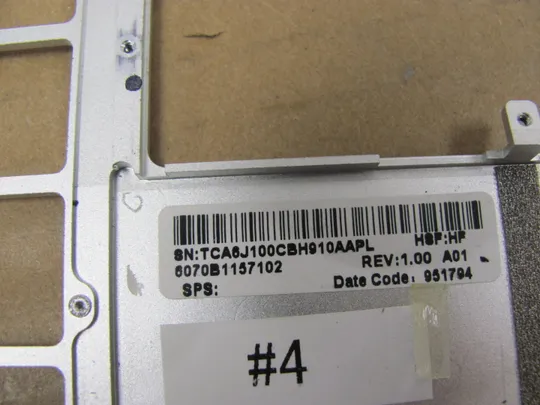 SN:TCA6J100CBH910AAPL HSF:HF
6070B1157102 REV:1.00 A01
SPS: Date Code: 951794
#4